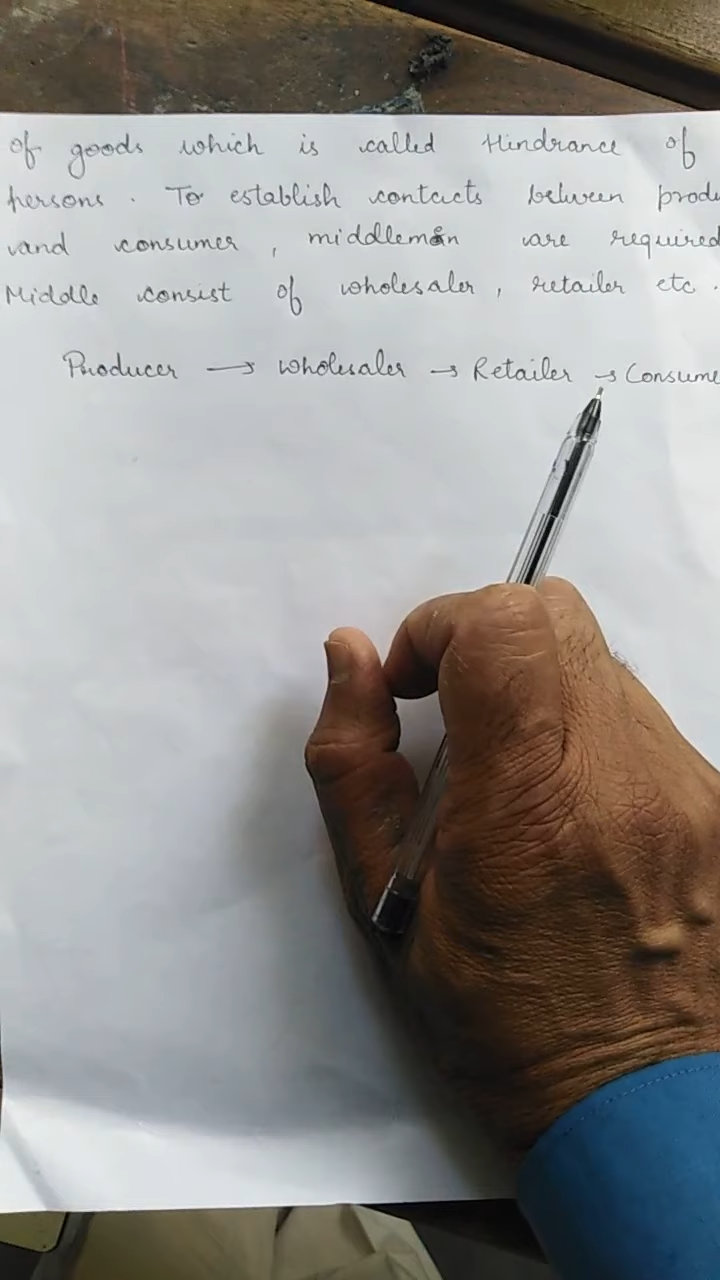 of goods which is called Hindrance of
persons. To establish contacts between produ
and consumer, middlemen are required
Middle consist of wholesaler, retailer etc.
Producer → wholesaler → Retailer → Consume